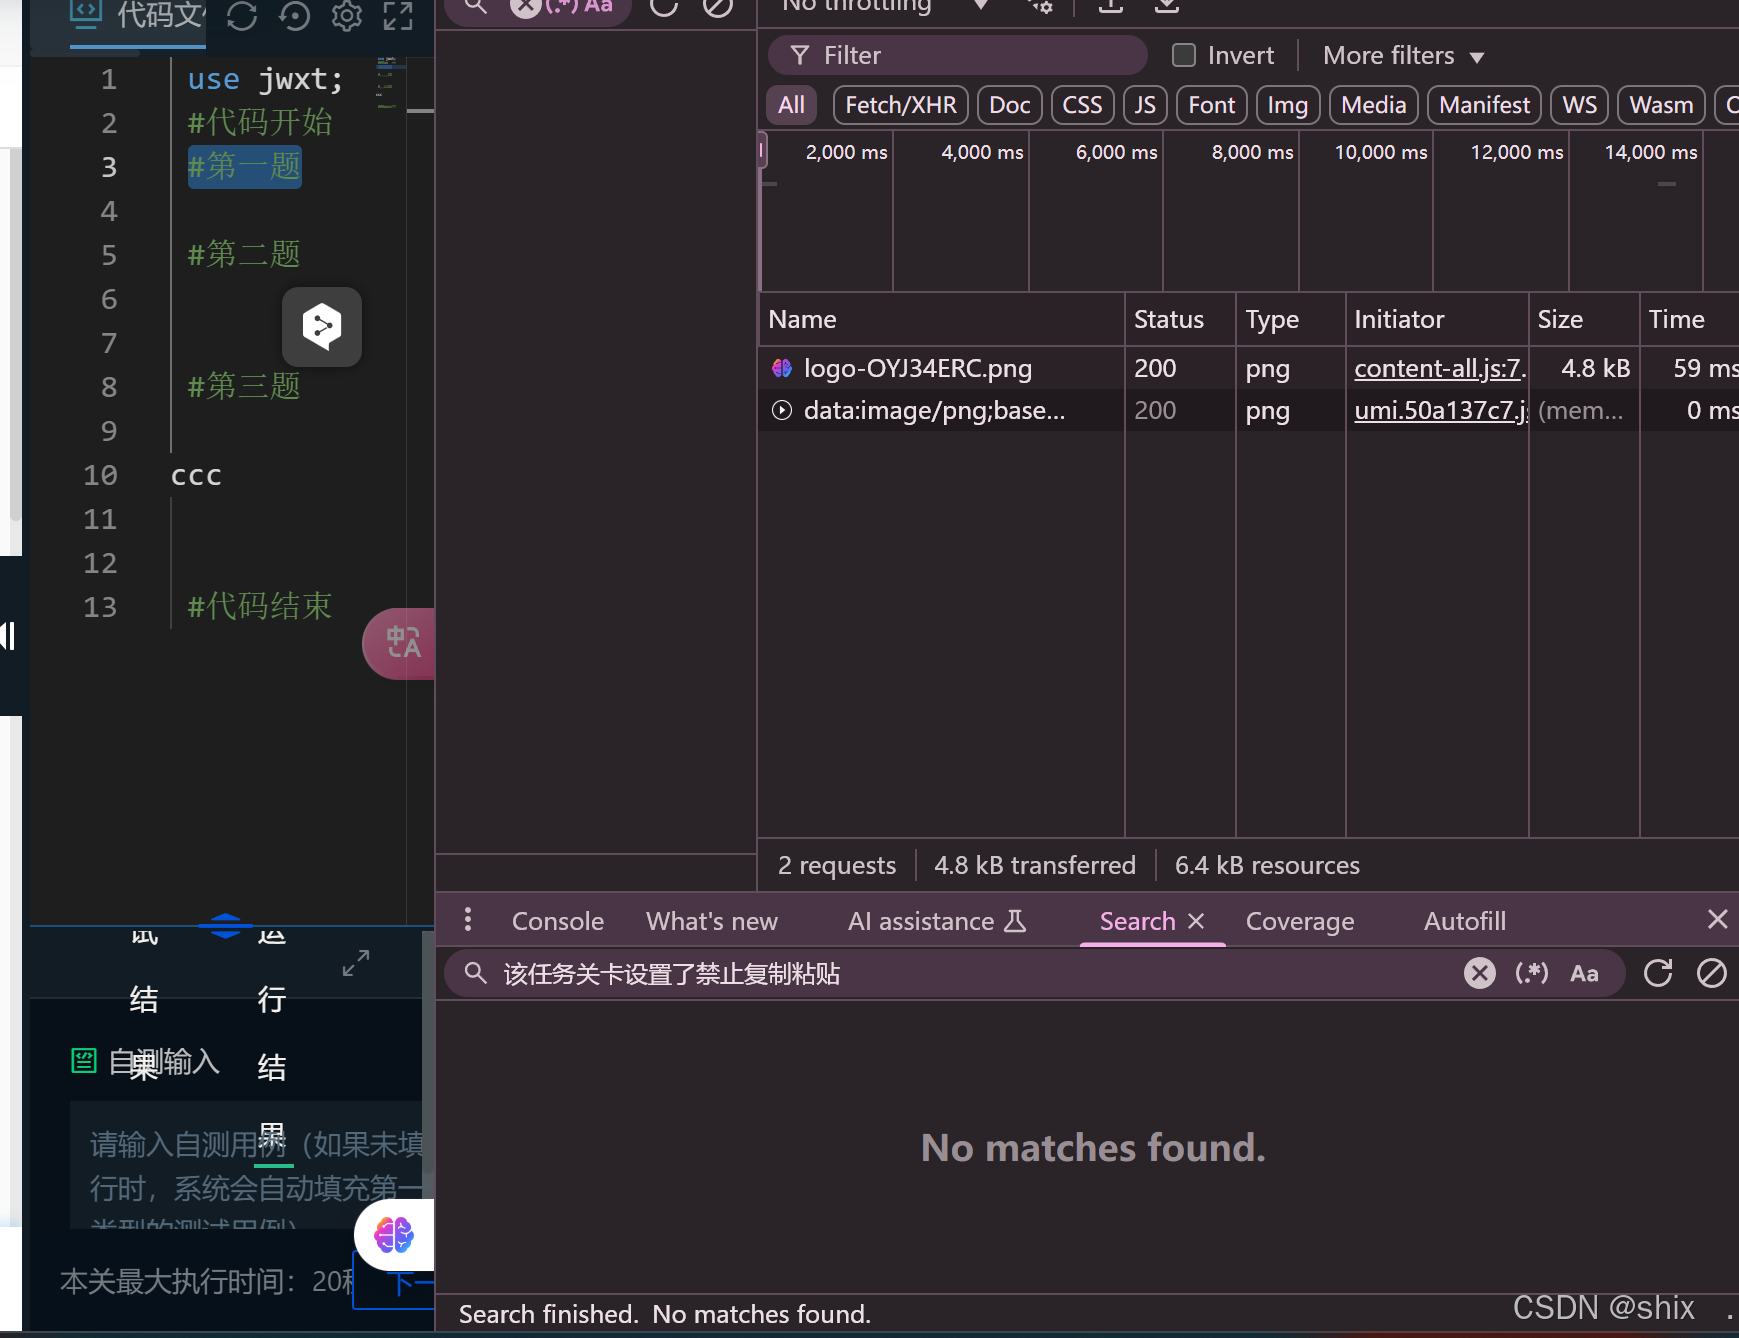 代码文
1 use jwxt;
2 #代码开始
3 #第一题
4
5 #第二题
6
7
8 #第三题
9
10 ccc
11
12
13 #代码结束
中A
试 运
结 行
果 结
果
自测输入
请输入自测用例（如果未填
行时，系统会自动填充第一
类型的测试用例）
本关最大执行时间：20秒
下一
(.*) Aa
No throttling
Filter
Invert
More filters
All Fetch/XHR Doc CSS JS Font Img Media Manifest WS Wasm
2,000 ms 4,000 ms 6,000 ms 8,000 ms 10,000 ms 12,000 ms 14,000 ms
Name Status Type Initiator Size Time
logo-OYJ34ERC.png 200 png content-all.js:7. 4.8 kB 59 ms
data:image/png;base... 200 png umi.50a137c7.js (mem... 0 ms
2 requests 4.8 kB transferred 6.4 kB resources
Console What's new AI assistance Search Coverage Autofill
该任务关卡设置了禁止复制粘贴 (.*) Aa
No matches found.
Search finished. No matches found.
CSDN @shix .